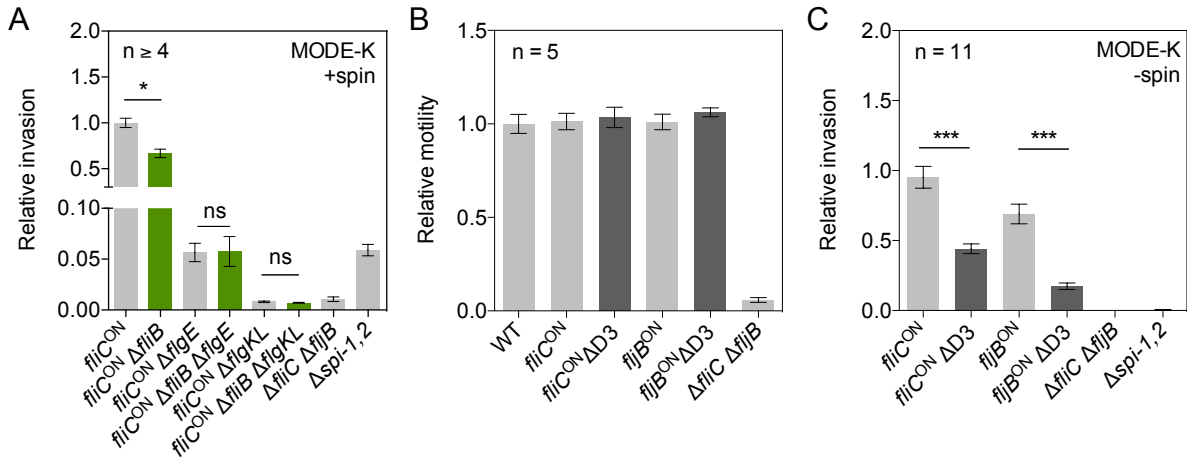 A
n ≥ 4
MODE-K
+spin
Relative invasion
2.0
1.5
1.0
0.5
0.10
0.05
0.00
*
ns
ns
fliCᴼᴺ
fliCᴼᴺ ΔfliB
fliCᴼᴺ ΔflgE
fliCᴼᴺ ΔfliB ΔflgE
fliCᴼᴺ ΔflgKL
fliCᴼᴺ ΔfliB ΔflgKL
ΔfliC ΔfljB
Δspi-1,2
B
n = 5
Relative motility
1.5
1.0
0.5
0.0
WT
fliCᴼᴺ
fliCᴼᴺ ΔD3
fljBᴼᴺ
fljBᴼᴺ ΔD3
ΔfliC ΔfljB
C
n = 11
MODE-K
-spin
Relative invasion
2.0
1.5
1.0
0.5
0.0
***
***
fliCᴼᴺ
fliCᴼᴺ ΔD3
fljBᴼᴺ
fljBᴼᴺ ΔD3
ΔfliC ΔfljB
Δspi-1,2